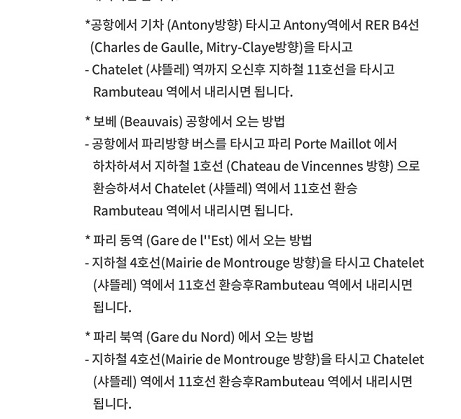 *공항에서 기차 (Antony방향) 타시고 Antony역에서 RER B4선
(Charles de Gaulle, Mitry-Claye방향)을 타시고
- Chatelet (샤뜰레) 역까지 오신후 지하철 11호선을 타시고
Rambuteau 역에서 내리시면 됩니다.
* 보베 (Beauvais) 공항에서 오는 방법
- 공항에서 파리방향 버스를 타시고 파리 Porte Maillot 에서
하차하셔서 지하철 1호선 (Chateau de Vincennes 방향) 으로
환승하셔서 Chatelet (샤뜰레) 역에서 11호선 환승
Rambuteau 역에서 내리시면 됩니다.
* 파리 동역 (Gare de l''Est) 에서 오는 방법
- 지하철 4호선(Mairie de Montrouge 방향)을 타시고 Chatelet
(샤뜰레) 역에서 11호선 환승후Rambuteau 역에서 내리시면
됩니다.
* 파리 북역 (Gare du Nord) 에서 오는 방법
- 지하철 4호선(Mairie de Montrouge 방향)을 타시고 Chatelet
(샤뜰레) 역에서 11호선 환승후Rambuteau 역에서 내리시면
됩니다.